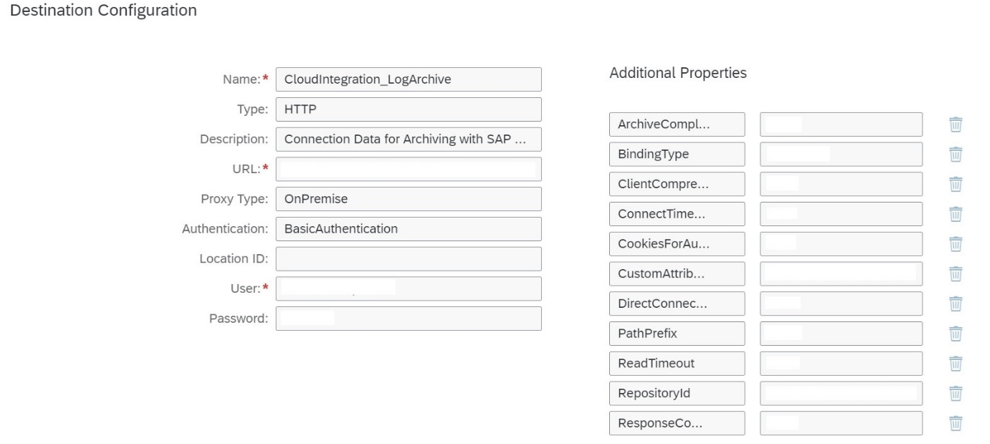 Destination Configuration
Name:* CloudIntegration_LogArchive
Type: HTTP
Description: Connection Data for Archiving with SAP ...
URL:*
Proxy Type: OnPremise
Authentication: BasicAuthentication
Location ID:
User:*
Password:
Additional Properties
ArchiveCompl...
BindingType
ClientCompre...
ConnectTime...
CookiesForAu...
CustomAttrib...
DirectConnec...
PathPrefix
ReadTimeout
RepositoryId
ResponseCo...